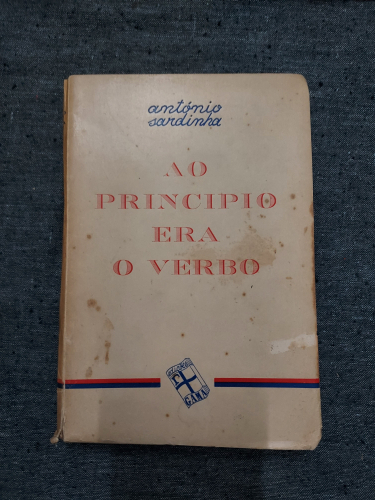 antónio
sardinha
AO
PRINCIPIO
ERA
O VERBO
GAMA